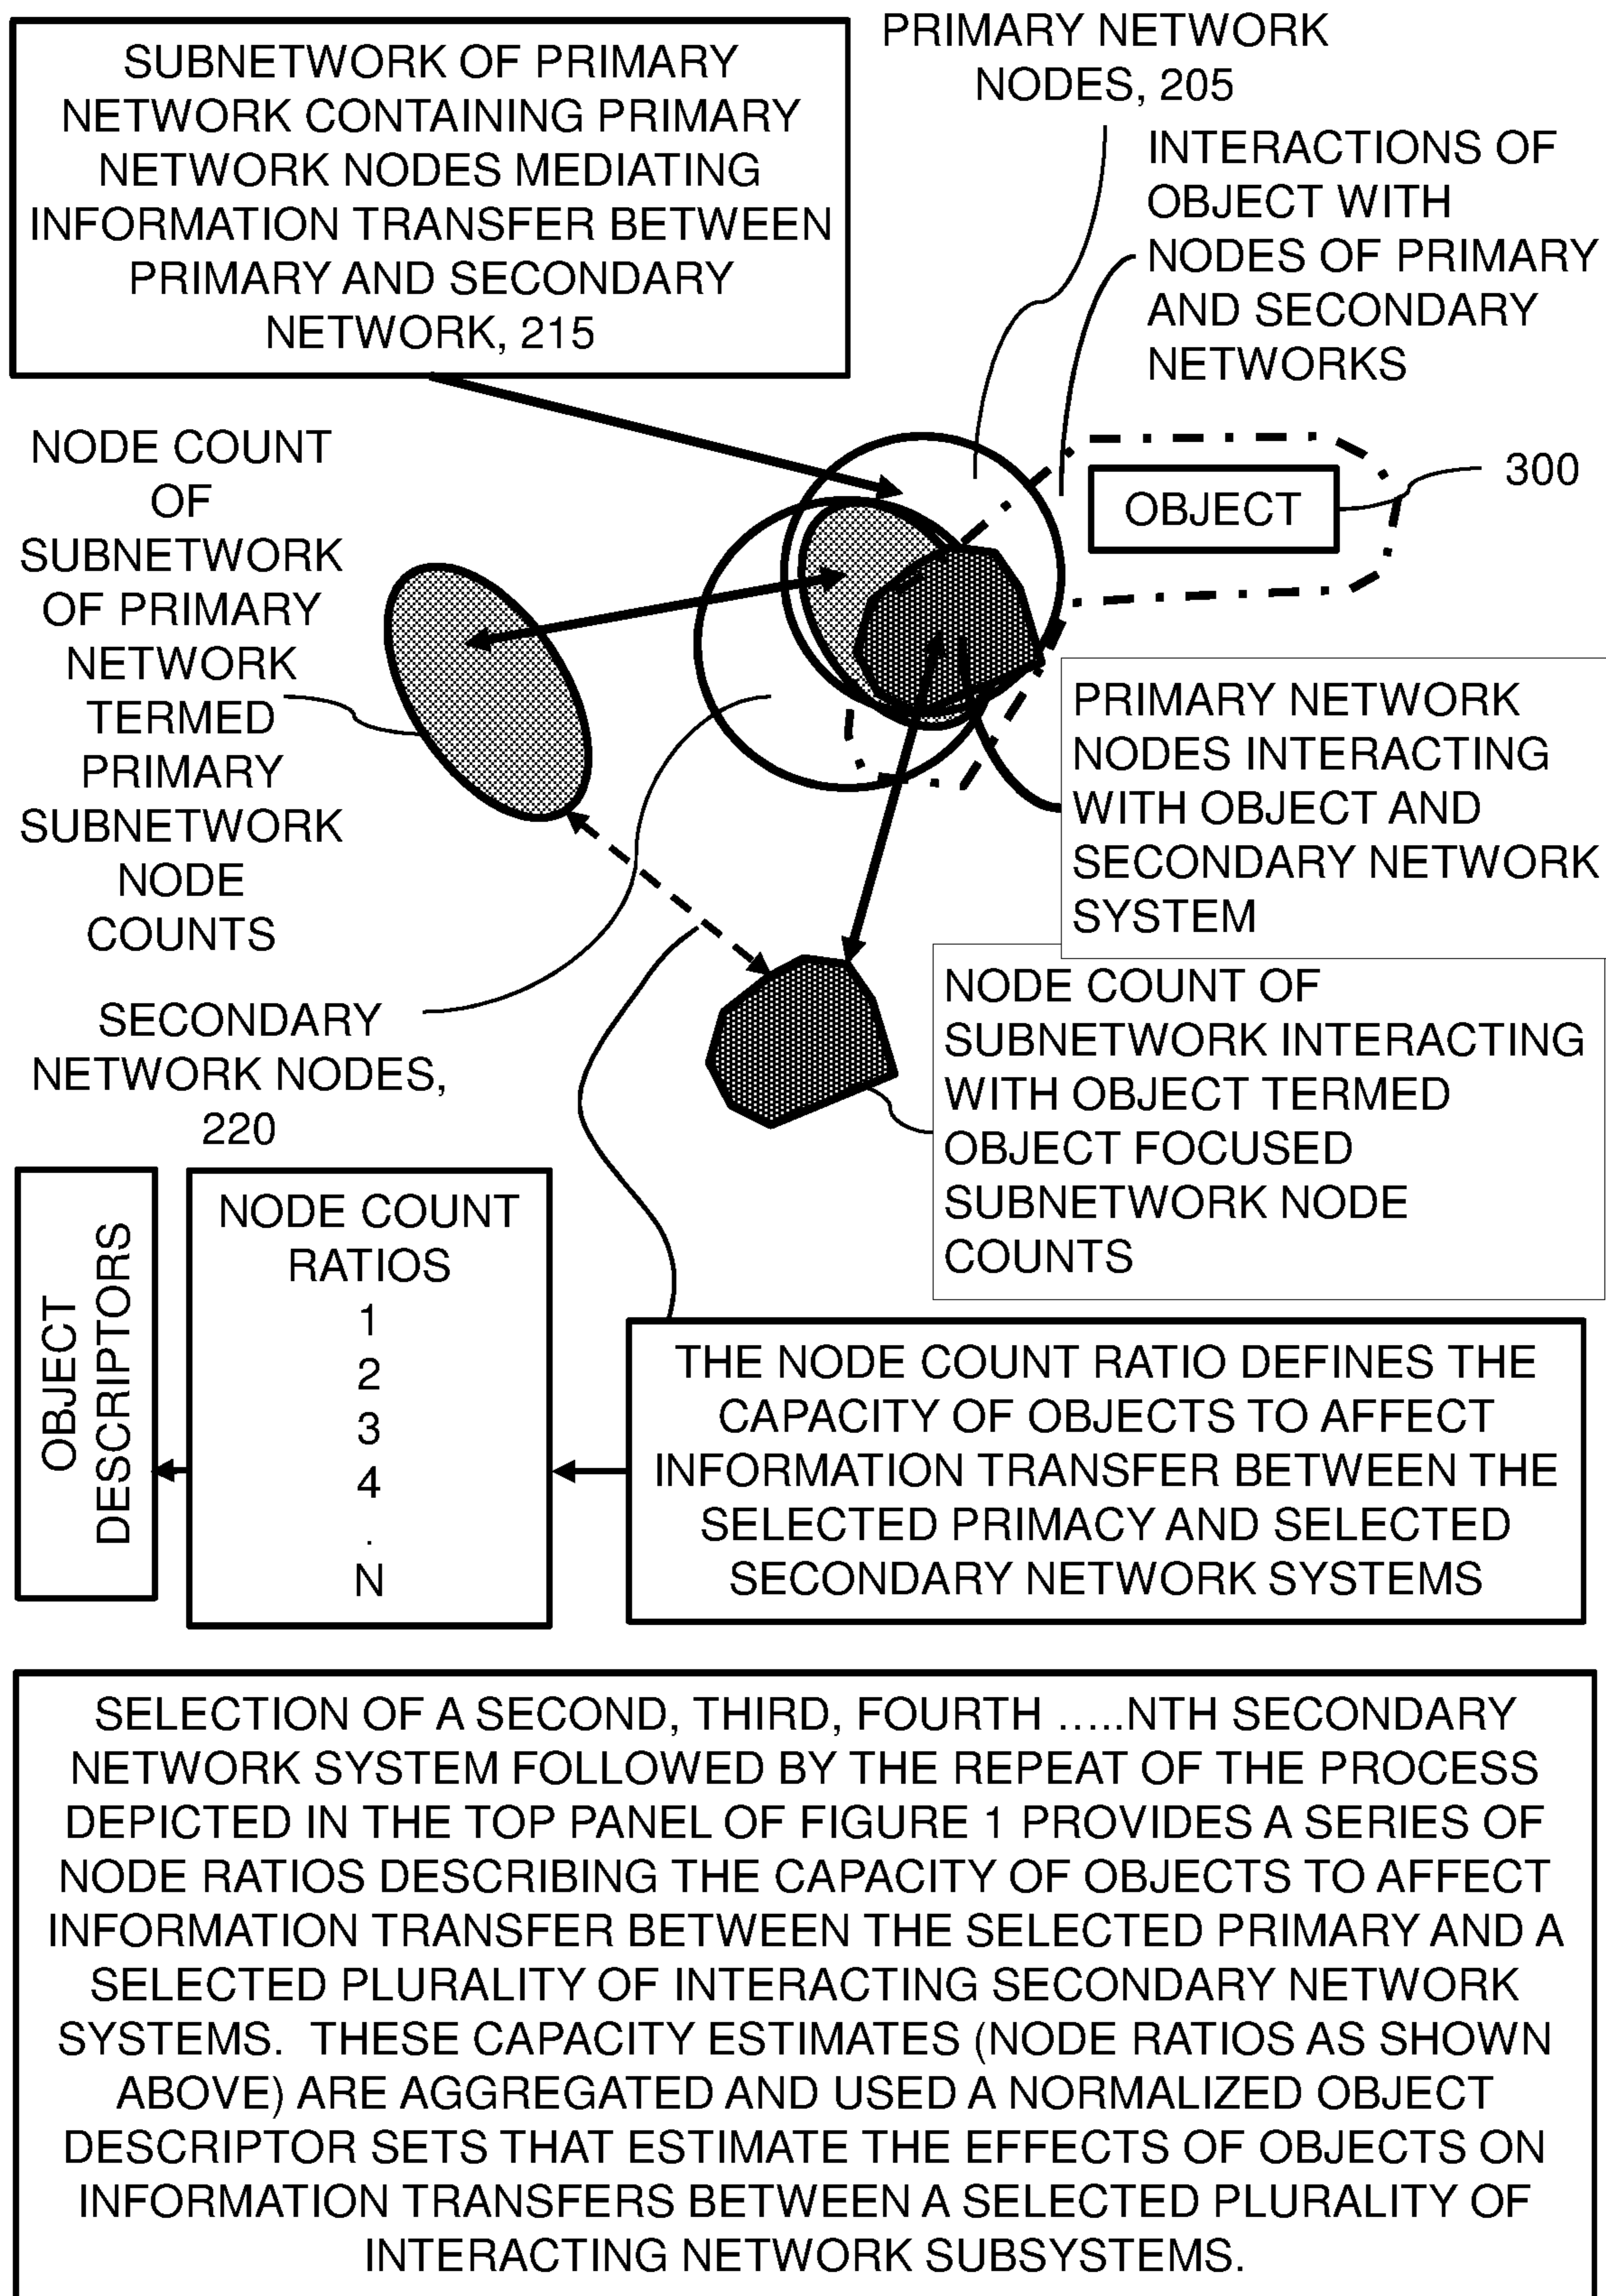 SUBNETWORK OF PRIMARY
NETWORK CONTAINING PRIMARY
NETWORK NODES MEDIATING
INFORMATION TRANSFER BETWEEN
PRIMARY AND SECONDARY
NETWORK, 215
PRIMARY NETWORK
NODES, 205
INTERACTIONS OF
OBJECT WITH
NODES OF PRIMARY
AND SECONDARY
NETWORKS
OBJECT
300
NODE COUNT
OF
SUBNETWORK
OF PRIMARY
NETWORK
TERMED
PRIMARY
SUBNETWORK
NODE
COUNTS
PRIMARY NETWORK
NODES INTERACTING
WITH OBJECT AND
SECONDARY NETWORK
SYSTEM
SECONDARY
NETWORK NODES,
220
NODE COUNT OF
SUBNETWORK INTERACTING
WITH OBJECT TERMED
OBJECT FOCUSED
SUBNETWORK NODE
COUNTS
OBJECT
DESCRIPTORS
NODE COUNT
RATIOS
1
2
3
4
.
N
THE NODE COUNT RATIO DEFINES THE
CAPACITY OF OBJECTS TO AFFECT
INFORMATION TRANSFER BETWEEN THE
SELECTED PRIMACY AND SELECTED
SECONDARY NETWORK SYSTEMS
SELECTION OF A SECOND, THIRD, FOURTH .....NTH SECONDARY
NETWORK SYSTEM FOLLOWED BY THE REPEAT OF THE PROCESS
DEPICTED IN THE TOP PANEL OF FIGURE 1 PROVIDES A SERIES OF
NODE RATIOS DESCRIBING THE CAPACITY OF OBJECTS TO AFFECT
INFORMATION TRANSFER BETWEEN THE SELECTED PRIMARY AND A
SELECTED PLURALITY OF INTERACTING SECONDARY NETWORK
SYSTEMS. THESE CAPACITY ESTIMATES (NODE RATIOS AS SHOWN
ABOVE) ARE AGGREGATED AND USED A NORMALIZED OBJECT
DESCRIPTOR SETS THAT ESTIMATE THE EFFECTS OF OBJECTS ON
INFORMATION TRANSFERS BETWEEN A SELECTED PLURALITY OF
INTERACTING NETWORK SUBSYSTEMS.